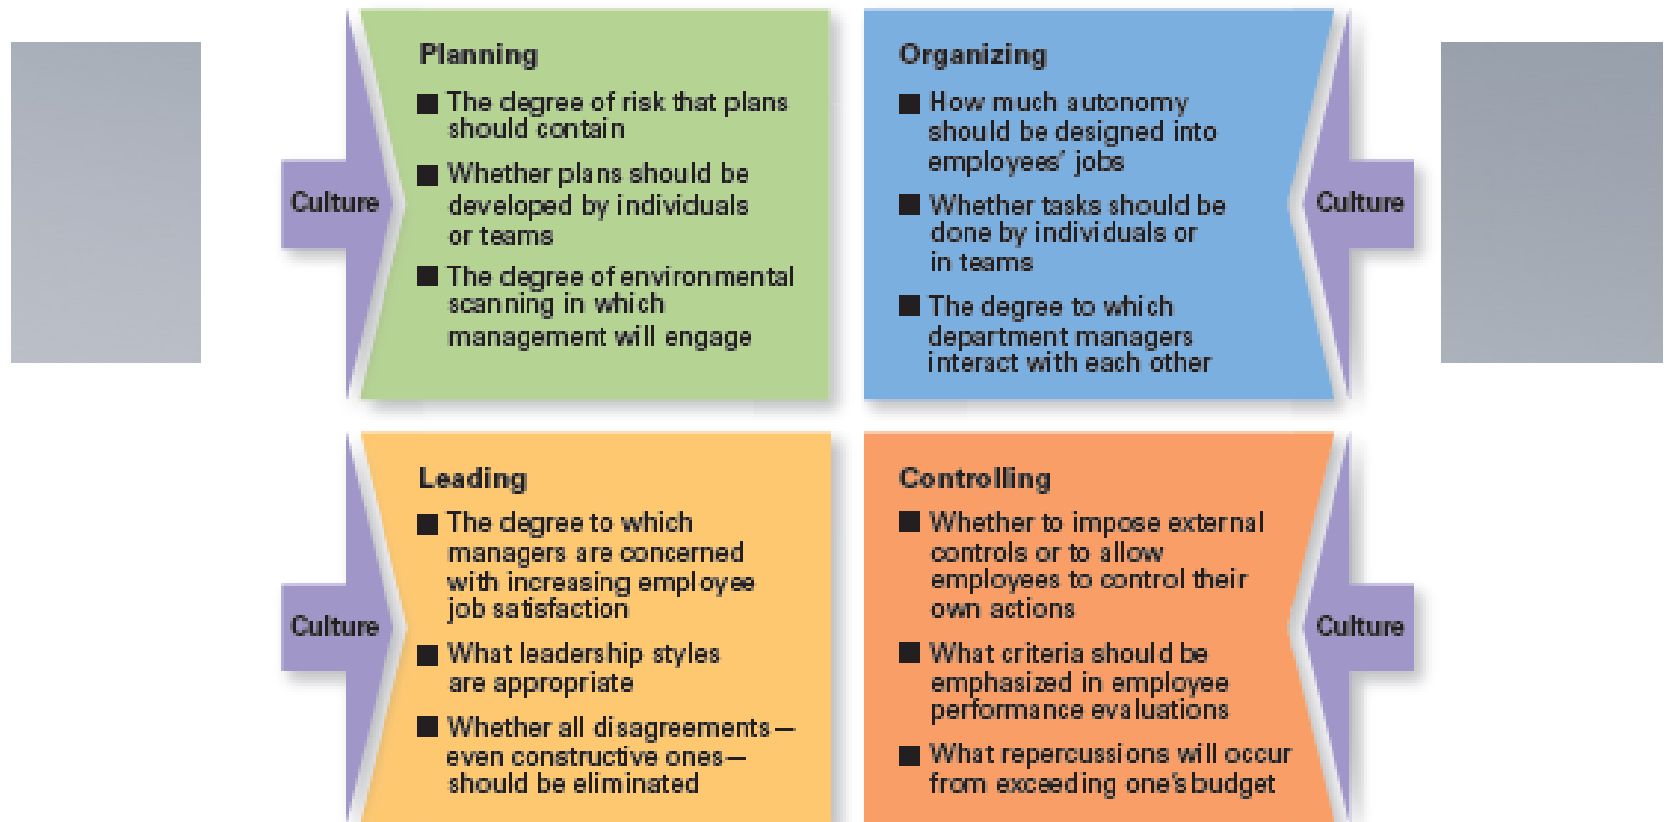 Culture
Planning
■ The degree of risk that plans
should contain
■ Whether plans should be
developed by individuals
or teams
■ The degree of environmental
scanning in which
management will engage
Organizing
■ How much autonomy
should be designed into
employees’ jobs
■ Whether tasks should be
done by individuals or
in teams
■ The degree to which
department managers
interact with each other
Culture
Culture
Leading
■ The degree to which
managers are concerned
with increasing employee
job satisfaction
■ What leadership styles
are appropriate
■ Whether all disagreements—
even constructive ones—
should be eliminated
Controlling
■ Whether to impose external
controls or to allow
employees to control their
own actions
■ What criteria should be
emphasized in employee
performance evaluations
■ What repercussions will occur
from exceeding one’s budget
Culture